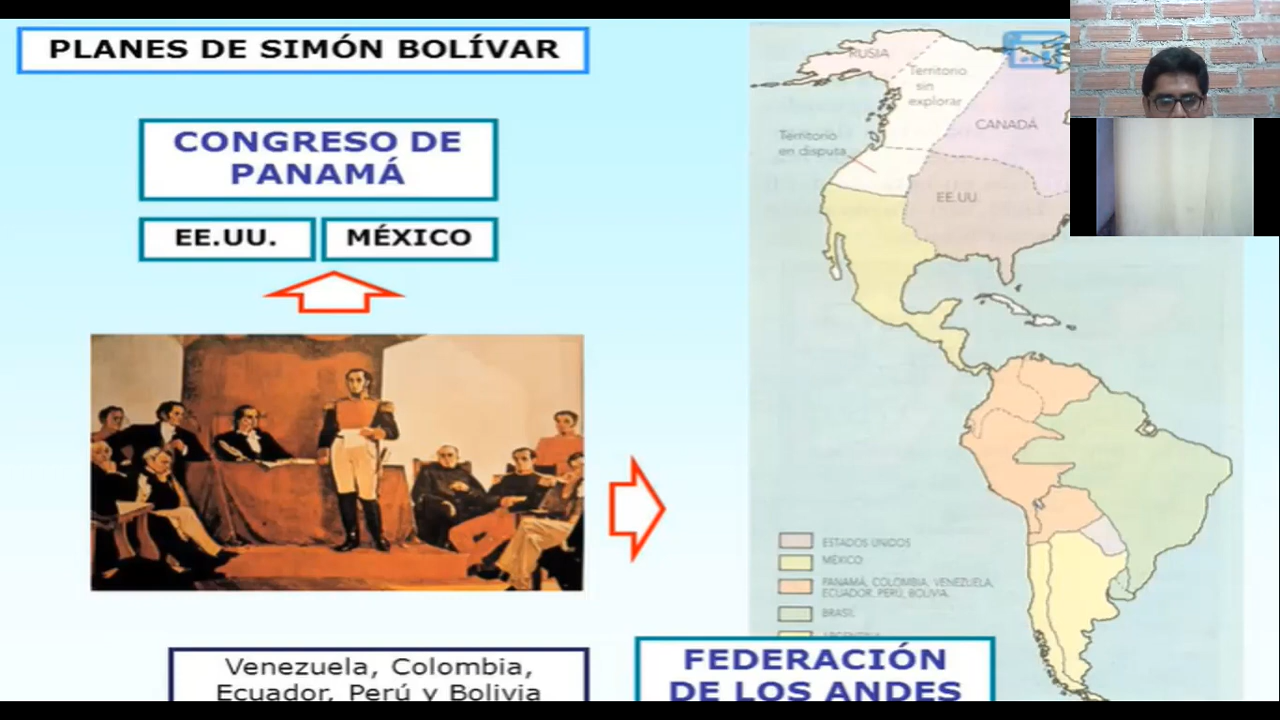 PLANES DE SIMÓN BOLÍVAR
CONGRESO DE
PANAMÁ
EE.UU.
MÉXICO
Venezuela, Colombia,
Ecuador, Perú y Bolivia
FEDERACIÓN
DE LOS ANDES
RUSIA
Territorio
sin
explorar
CANADÁ
Territorio
en disputa
EE.UU.
ESTADOS UNIDOS
MÉXICO
PANAMÁ, COLOMBIA, VENEZUELA,
ECUADOR, PERÚ, BOLIVIA.
BRASIL
ARGENTINA